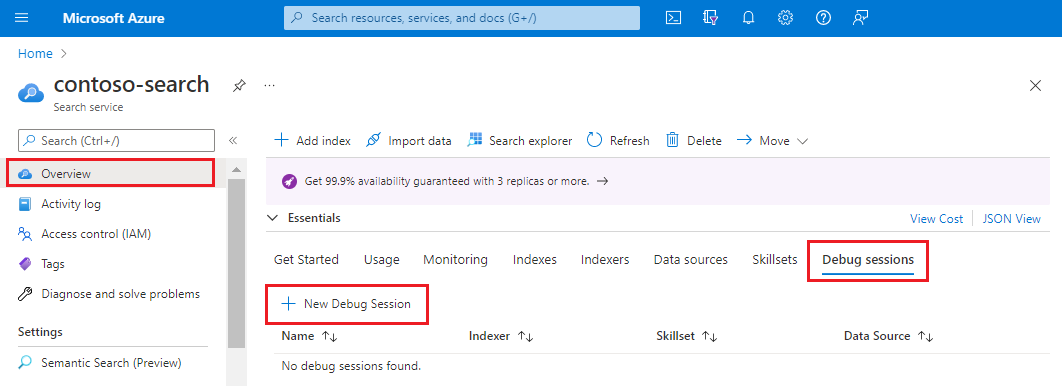 Microsoft Azure
Search resources, services, and docs (G+/)
Home
contoso-search
...
Search service
Search (Ctrl+/)
Overview
Activity log
Access control (IAM)
Tags
Diagnose and solve problems
Settings
Semantic Search (Preview)
Add index Import data Search explorer Refresh Delete Move
Get 99.9% availability guaranteed with 3 replicas or more.
Essentials View Cost JSON View
Get Started Usage Monitoring Indexes Indexers Data sources Skillsets Debug sessions
New Debug Session
Name Indexer Skillset Data Source
No debug sessions found.